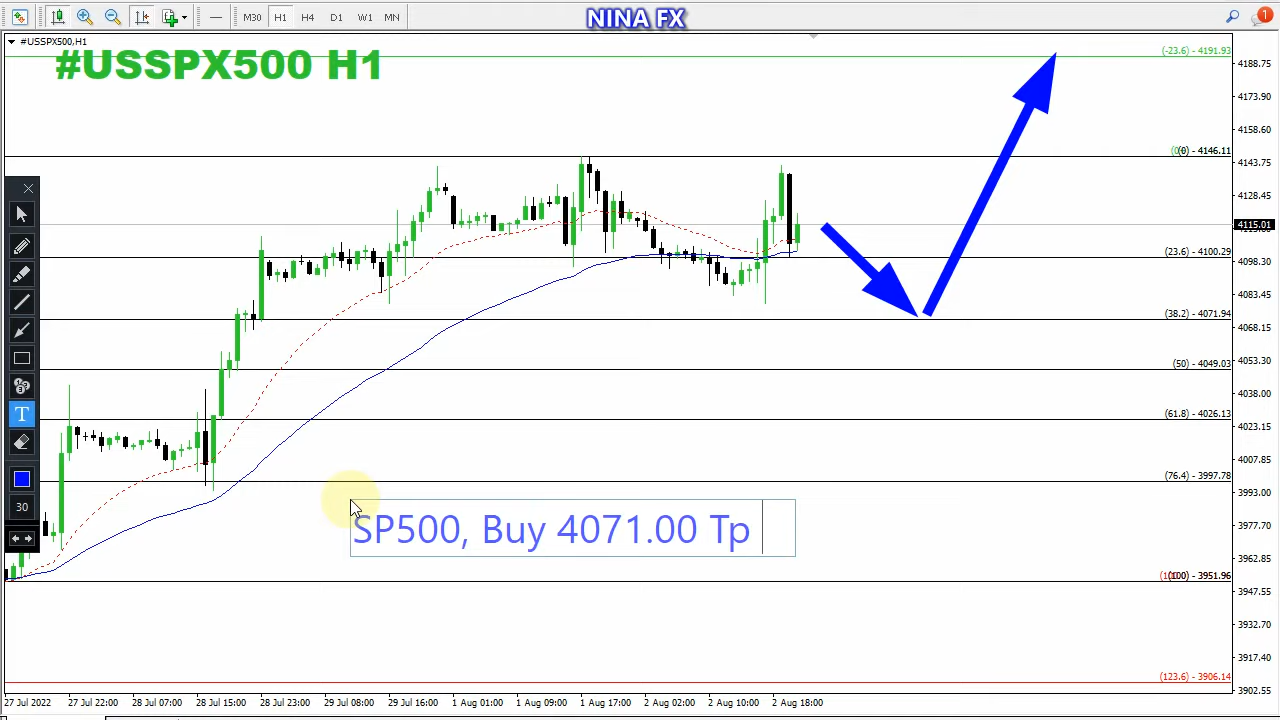 M30 H1 H4 D1 W1 MN
NINA FX
1
#USSPX500,H1
#USSPX500 H1
(-23.6) - 4191.93
4188.75
4173.90
4158.60
(0) - 4146.11
4143.75
4128.45
4115.01
(23.6) - 4100.29
4098.30
4083.45
(38.2) - 4071.94
4068.15
(50) - 4049.03
4053.30
4038.00
(61.8) - 4026.13
4023.15
4007.85
(76.4) - 3997.78
3993.00
T
30
SP500, Buy 4071.00 Tp
3977.70
3962.85
(100) - 3951.96
3947.55
3932.70
3917.40
(123.6) - 3906.14
3902.55
27 Jul 2022 27 Jul 22:00 28 Jul 07:00 28 Jul 15:00 28 Jul 23:00 29 Jul 08:00 29 Jul 16:00 1 Aug 01:00 1 Aug 09:00 1 Aug 17:00 2 Aug 02:00 2 Aug 10:00 2 Aug 18:00